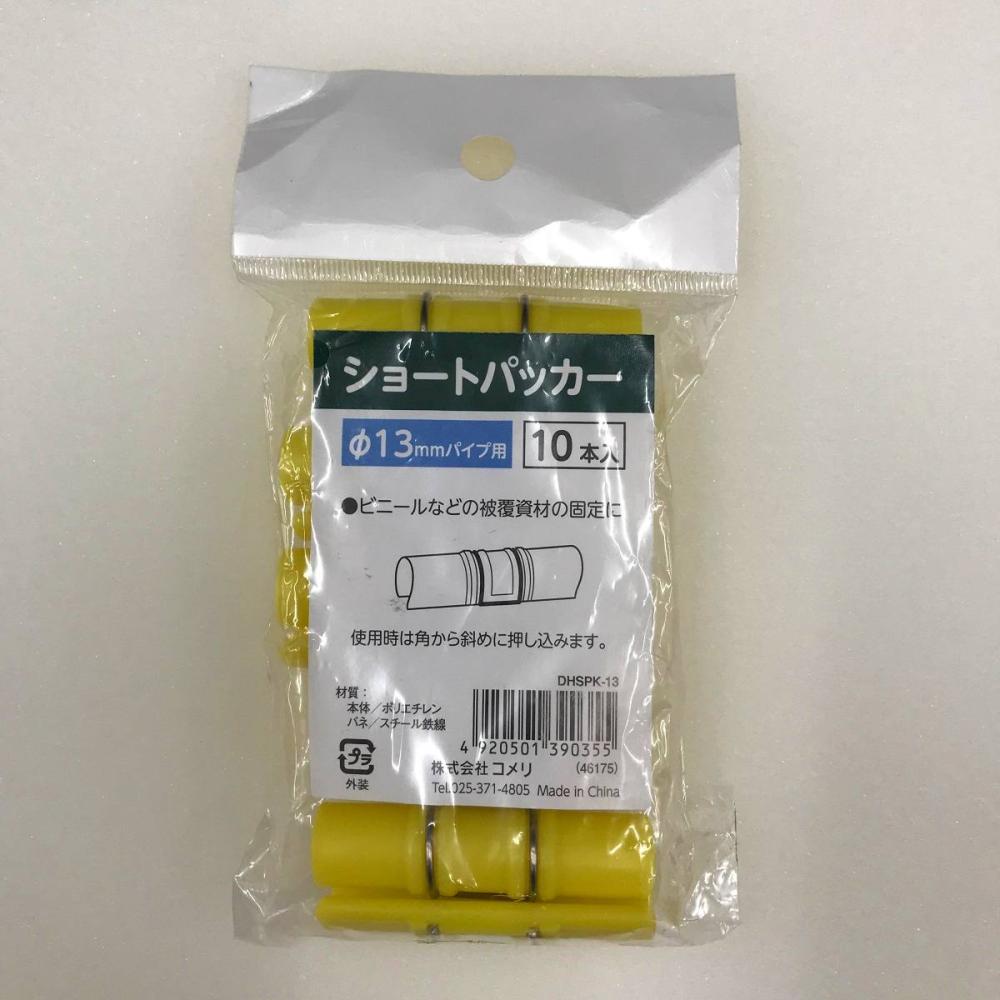 ショートパッカー
φ13mmパイプ用 10本入
●ビニールなどの被覆資材の固定に
使用時は角から斜めに押し込みます。
DHSPK-13
材質：
本体／ポリエチレン
バネ／スチール鉄線
4 920501 390355
プラ
外装
株式会社コメリ (46175)
Tel.025-371-4805 Made in China